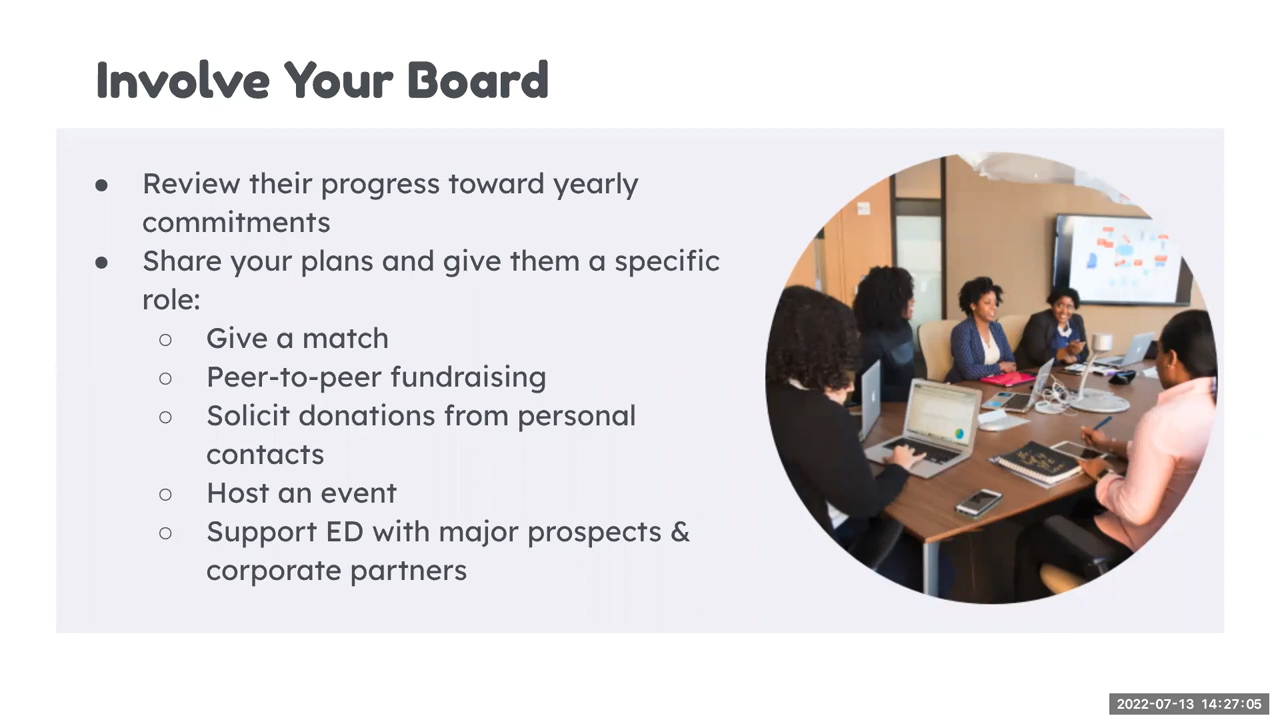 Involve Your Board
● Review their progress toward yearly
commitments
● Share your plans and give them a specific
role:
○ Give a match
○ Peer-to-peer fundraising
○ Solicit donations from personal
contacts
○ Host an event
○ Support ED with major prospects &
corporate partners
2022-07-13 14:27:05